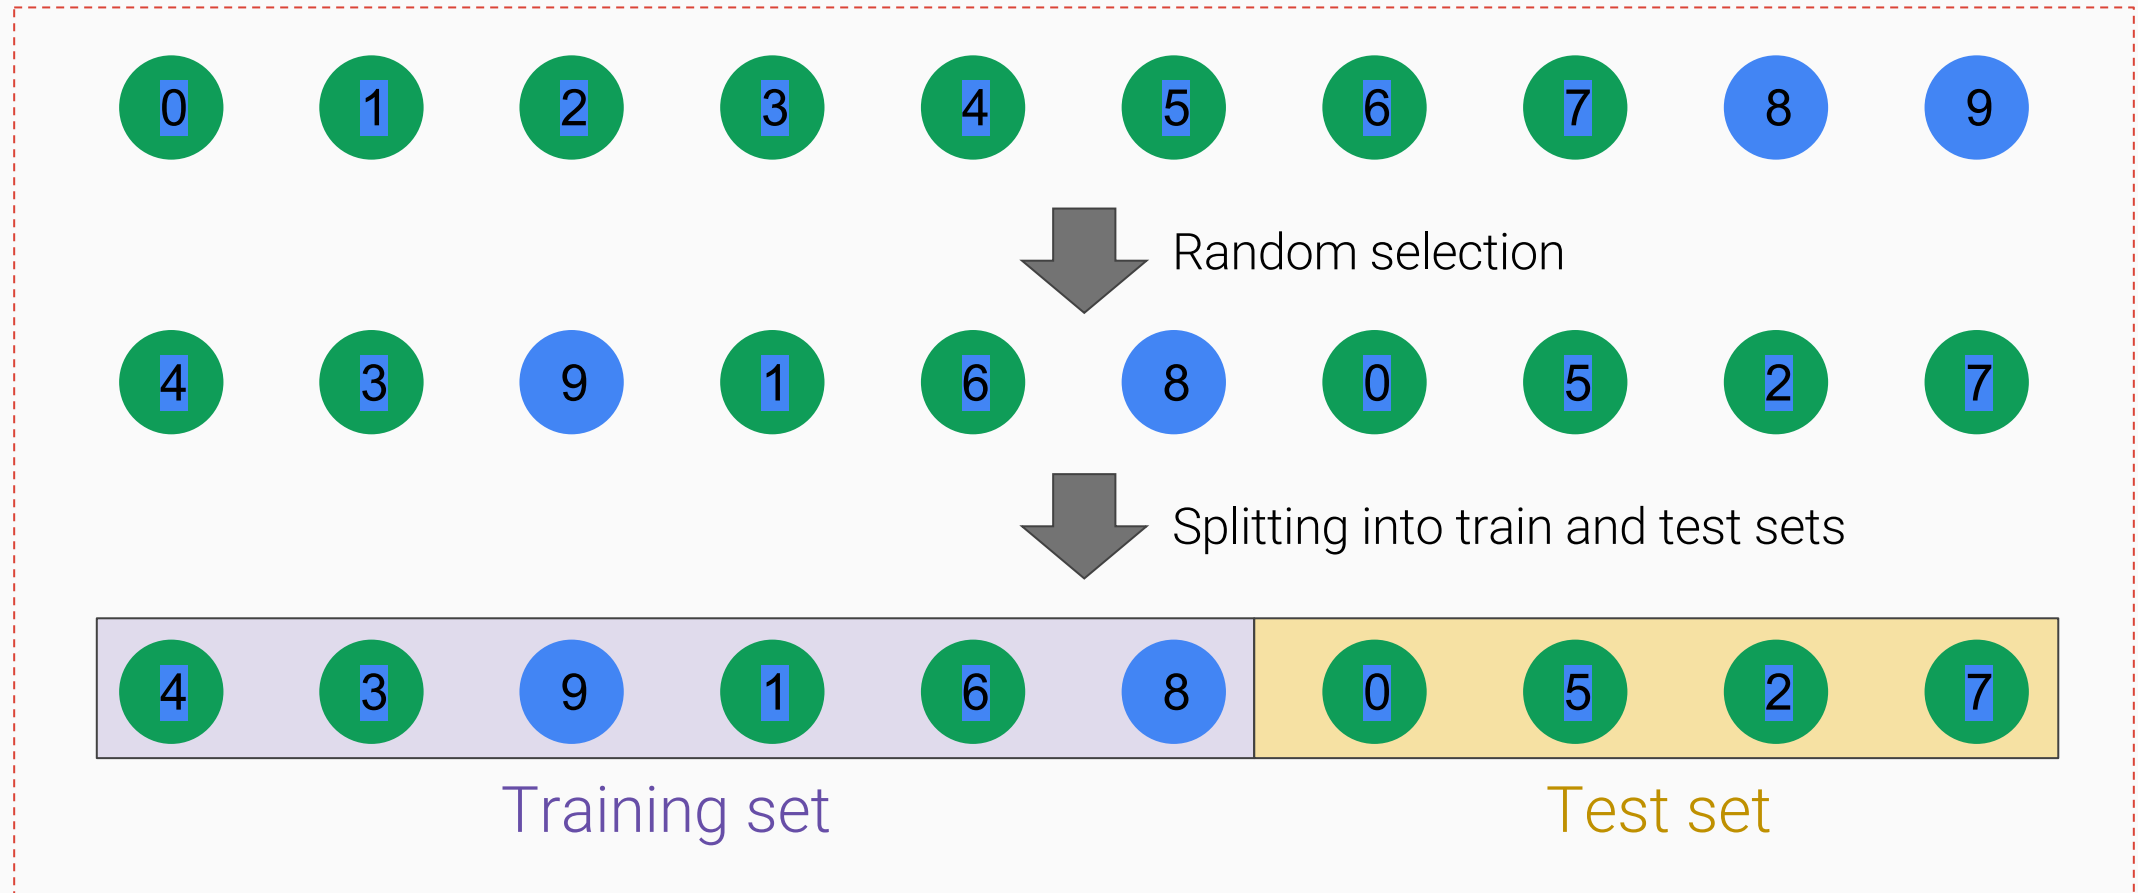 0 1 2 3 4 5 6 7 8 9
Random selection
4 3 9 1 6 8 0 5 2 7
Splitting into train and test sets
4 3 9 1 6 8 0 5 2 7
Training set Test set